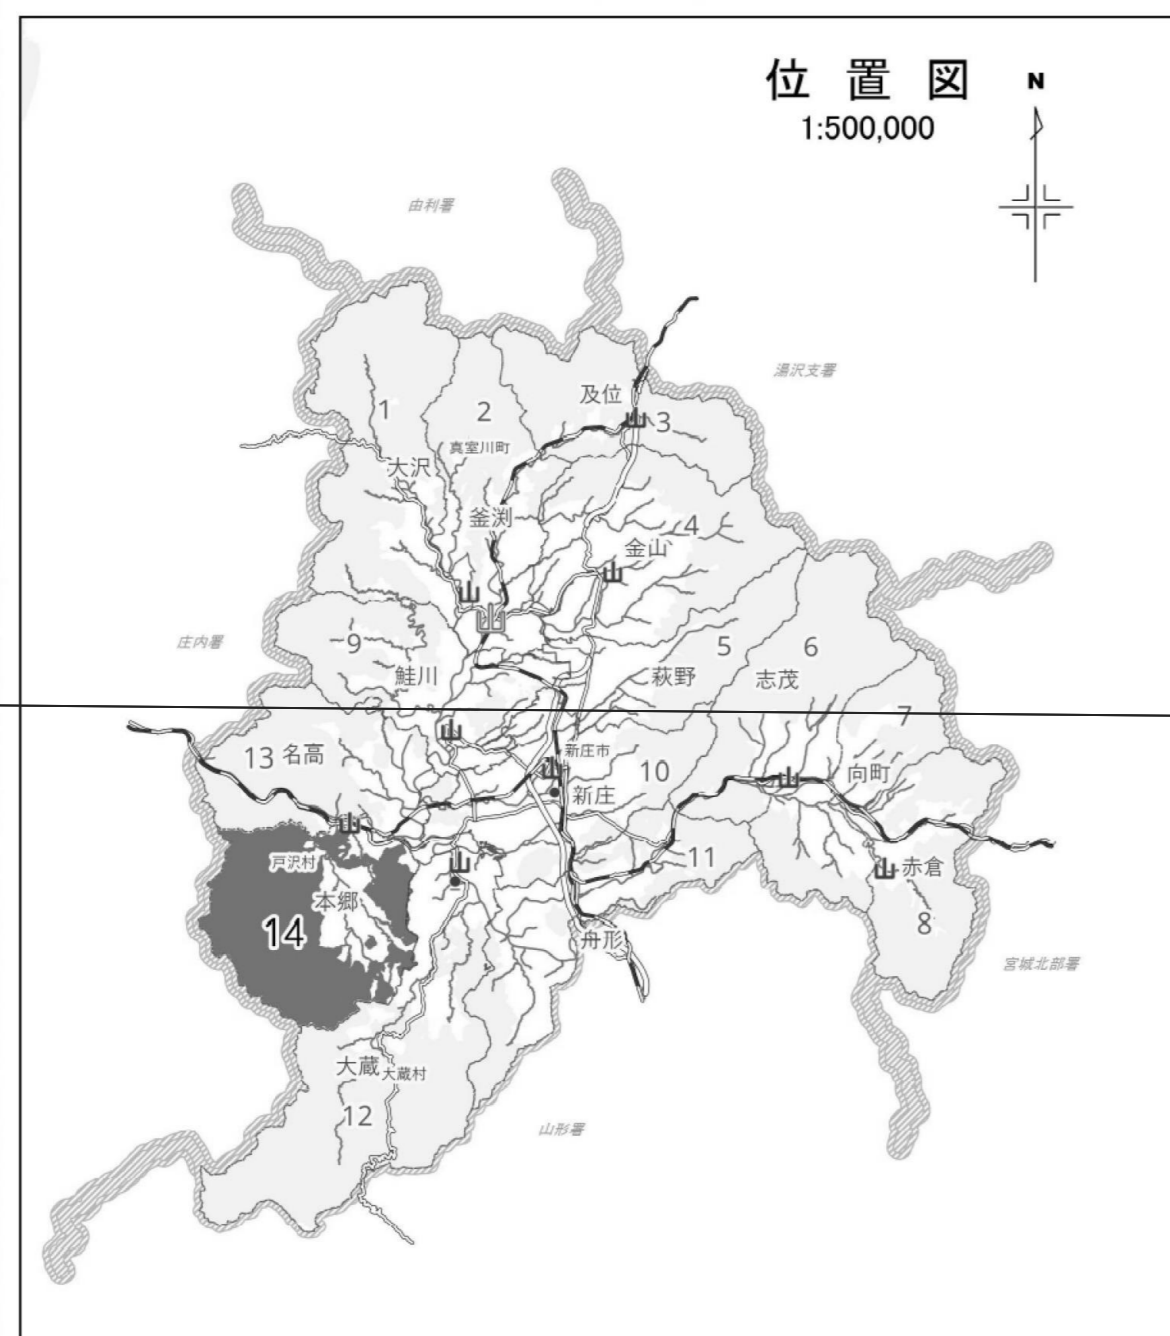 位置図
1:500,000
N
由利署
湯沢支署
及位
1
2
3
真室川町
大沢
釜渕
4
金山
庄内署
9
5
6
鮭川
萩野
志茂
7
13 名高
新庄市
10
向町
新庄
戸沢村
11
赤倉
本郷
14
8
舟形
宮城北部署
大蔵 大蔵村
12
山形署